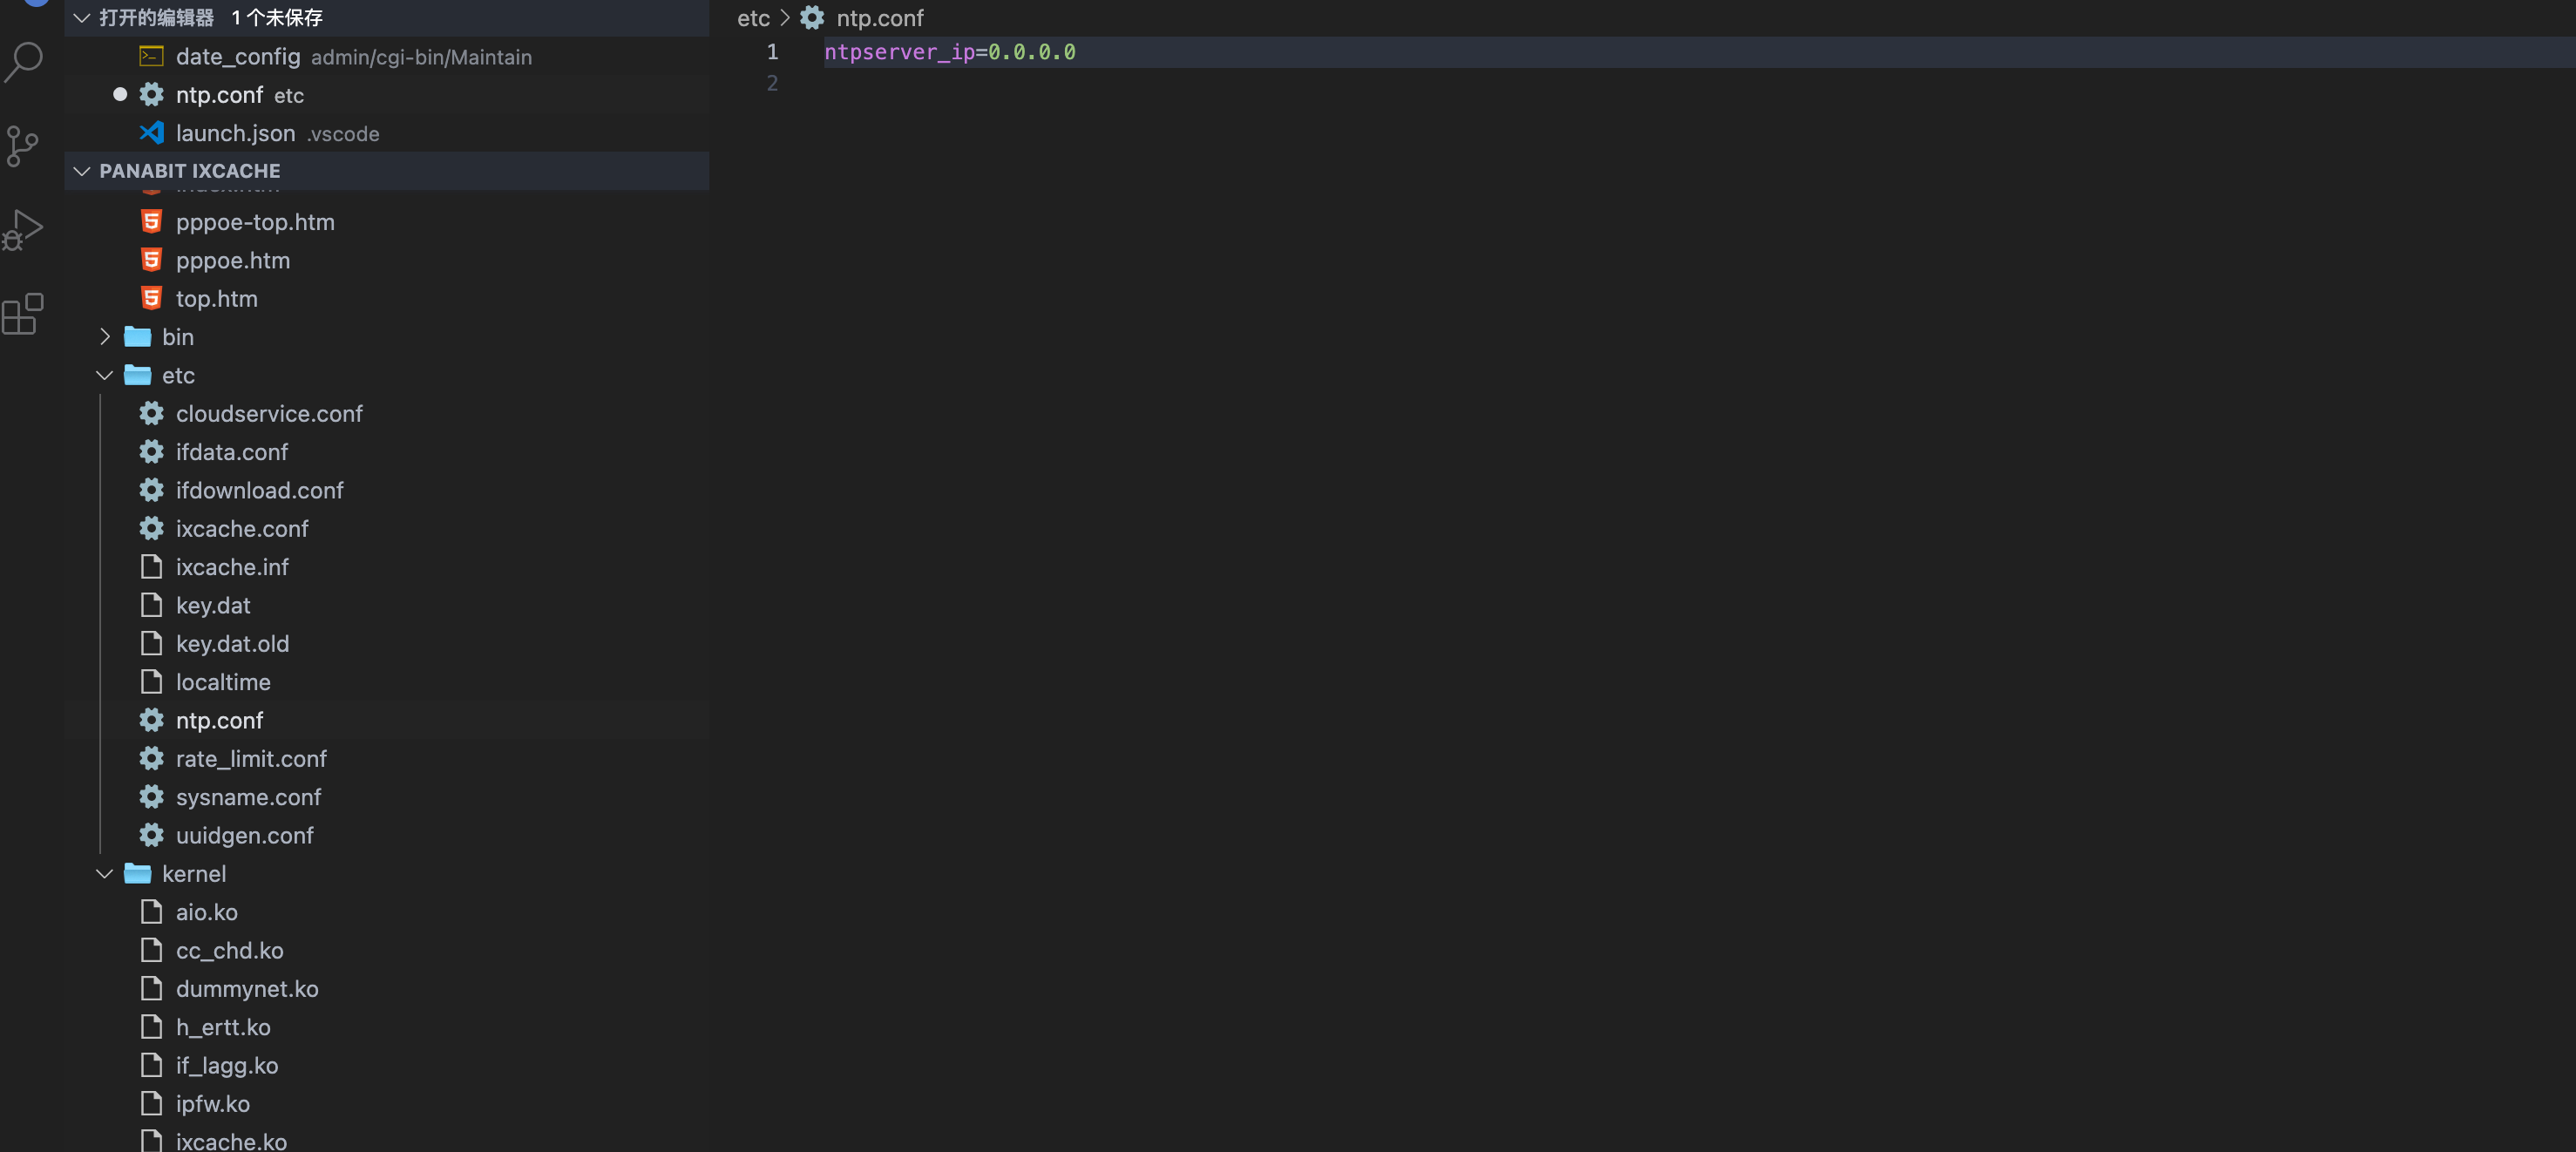 打开的编辑器 1 个未保存
date_config admin/cgi-bin/Maintain
ntp.conf etc
launch.json .vscode
PANABIT IXCACHE
pppoe-top.htm
pppoe.htm
top.htm
bin
etc
cloudservice.conf
ifdata.conf
ifdownload.conf
ixcache.conf
ixcache.inf
key.dat
key.dat.old
localtime
ntp.conf
rate_limit.conf
sysname.conf
uuidgen.conf
kernel
aio.ko
cc_chd.ko
dummynet.ko
h_ertt.ko
if_lagg.ko
ipfw.ko
ixcache.ko
etc > ntp.conf
1 ntpserver_ip=0.0.0.0
2